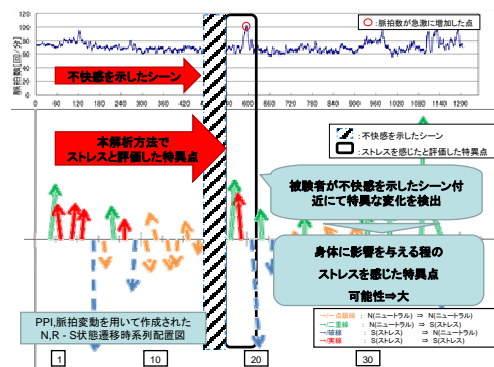 脈拍数[回/分]
120
100
80
60
40
20
0
○:脈拍数が急激に増加した点
不快感を示したシーン
0 60 120 180 240 300 360 420 480 540 600 660 720 780 840 900 960 1020 1080 1140 1200
本解析方法で
ストレスと評価した特異点
:不快感を示したシーン
:ストレスを感じと評価した特異点
被験者が不快感を示したシーン付
近にて特異な変化を検出
身体に影響を与える程の
ストレスを感じた特異点
可能性⇒大
PPI,脈拍変動を用いて作成された
N,R - S状態遷移時系列配置図
→/一点鎖線 : N(ニュートラル) ⇒ N(ニュートラル)
→/二重線 : N(ニュートラル) ⇒ S(ストレス)
→/破線 : S(ストレス) ⇒ N(ニュートラル)
→/実線 : S(ストレス) ⇒ S(ストレス)
1 10 20 30